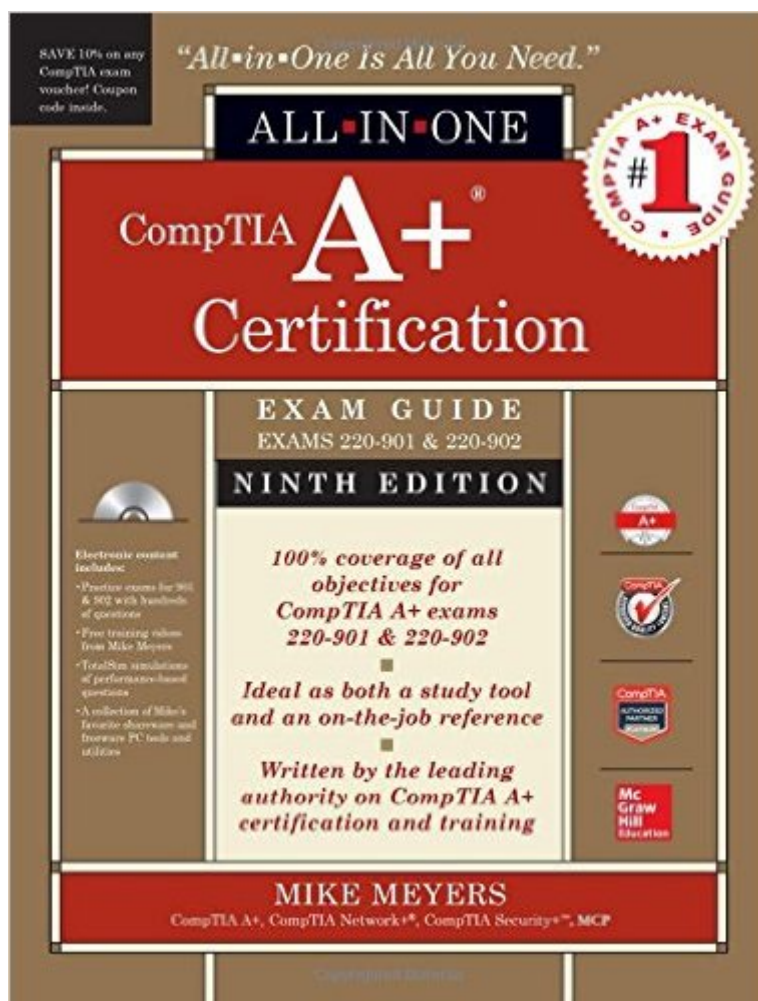 SAVE 10% on any
CompTIA exam
voucher! Coupon
code inside.
“All▪in▪One Is All You Need.”
ALL▪IN▪ONE
COMPTIA A+ EXAM GUIDE
#1
CompTIA A+®
Certification
EXAM GUIDE
EXAMS 220-901 & 220-902
NINTH EDITION
Electronic content
includes:
•Practice exams for 901
& 902 with hundreds
of questions
•Free training videos
from Mike Meyers
•TotalSim simulations
of performance-based
questions
•A collection of Mike's
favorite shareware and
freeware PC tools and
utilities
100% coverage of all
objectives for
CompTIA A+ exams
220-901 & 220-902
Ideal as both a study tool
and an on-the-job reference
Written by the leading
authority on CompTIA A+
certification and training
CompTIA
A+
CompTIA
CompTIA
AUTHORIZED
PARTNER
Mc
Graw
Hill
Education
MIKE MEYERS
CompTIA A+, CompTIA Network+®, CompTIA Security+™, MCP
Copyrighted Material